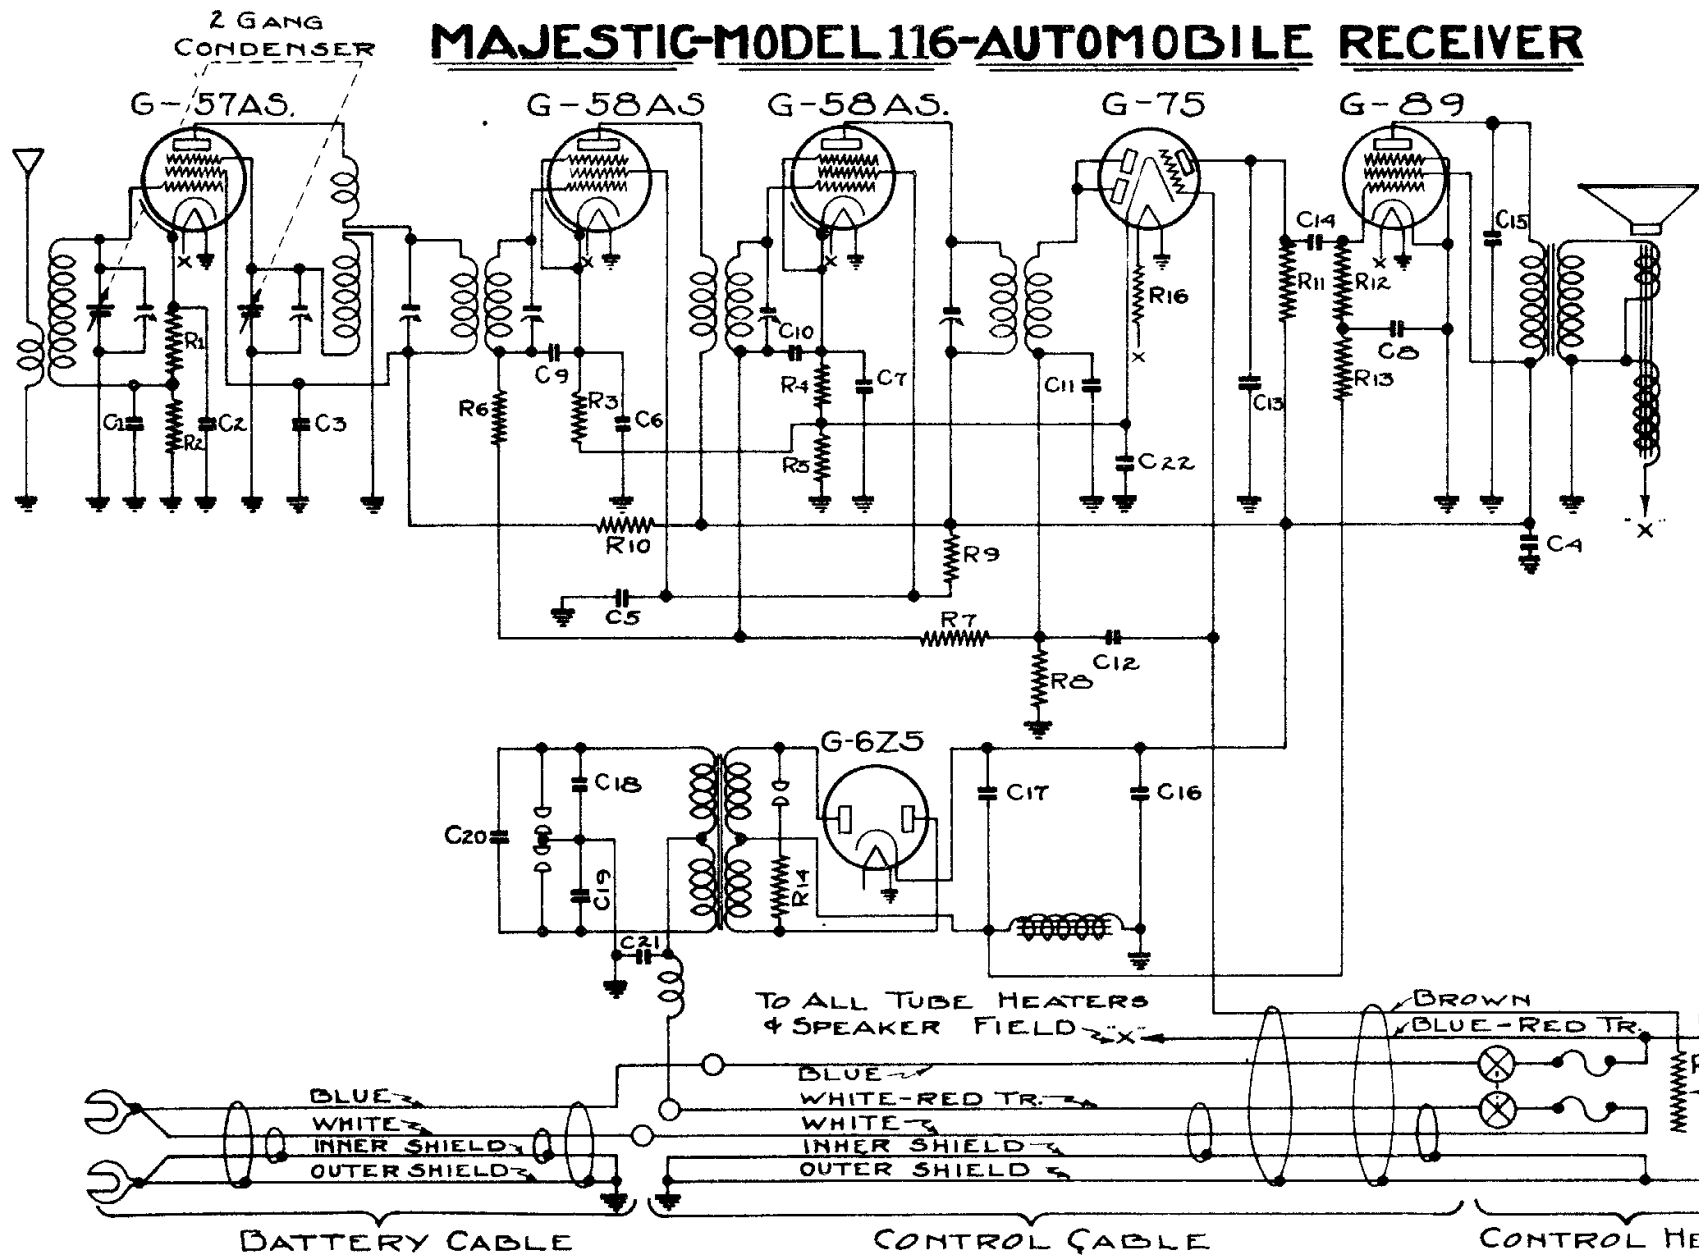 2 GANG
CONDENSER
MAJESTIC-MODEL 116-AUTOMOBILE RECEIVER
G-57AS.
G-58AS
G-58AS.
G-75
G-89
X
X
X
X
R1
R2
C1
C2
C3
R6
C9
R3
C6
C10
R4
C7
R5
C11
R16
X
C22
C13
R11
C14
R12
C8
R13
C15
"X"
C4
R10
C5
R9
R7
C12
R8
G-6Z5
C20
C18
C19
R14
C17
C16
C21
TO ALL TUBE HEATERS
& SPEAKER FIELD "X"
BROWN
BLUE-RED TR.
R
BLUE
WHITE
INNER SHIELD
OUTER SHIELD
BLUE
WHITE-RED TR.
WHITE
INNER SHIELD
OUTER SHIELD
BATTERY CABLE
CONTROL CABLE
CONTROL HE